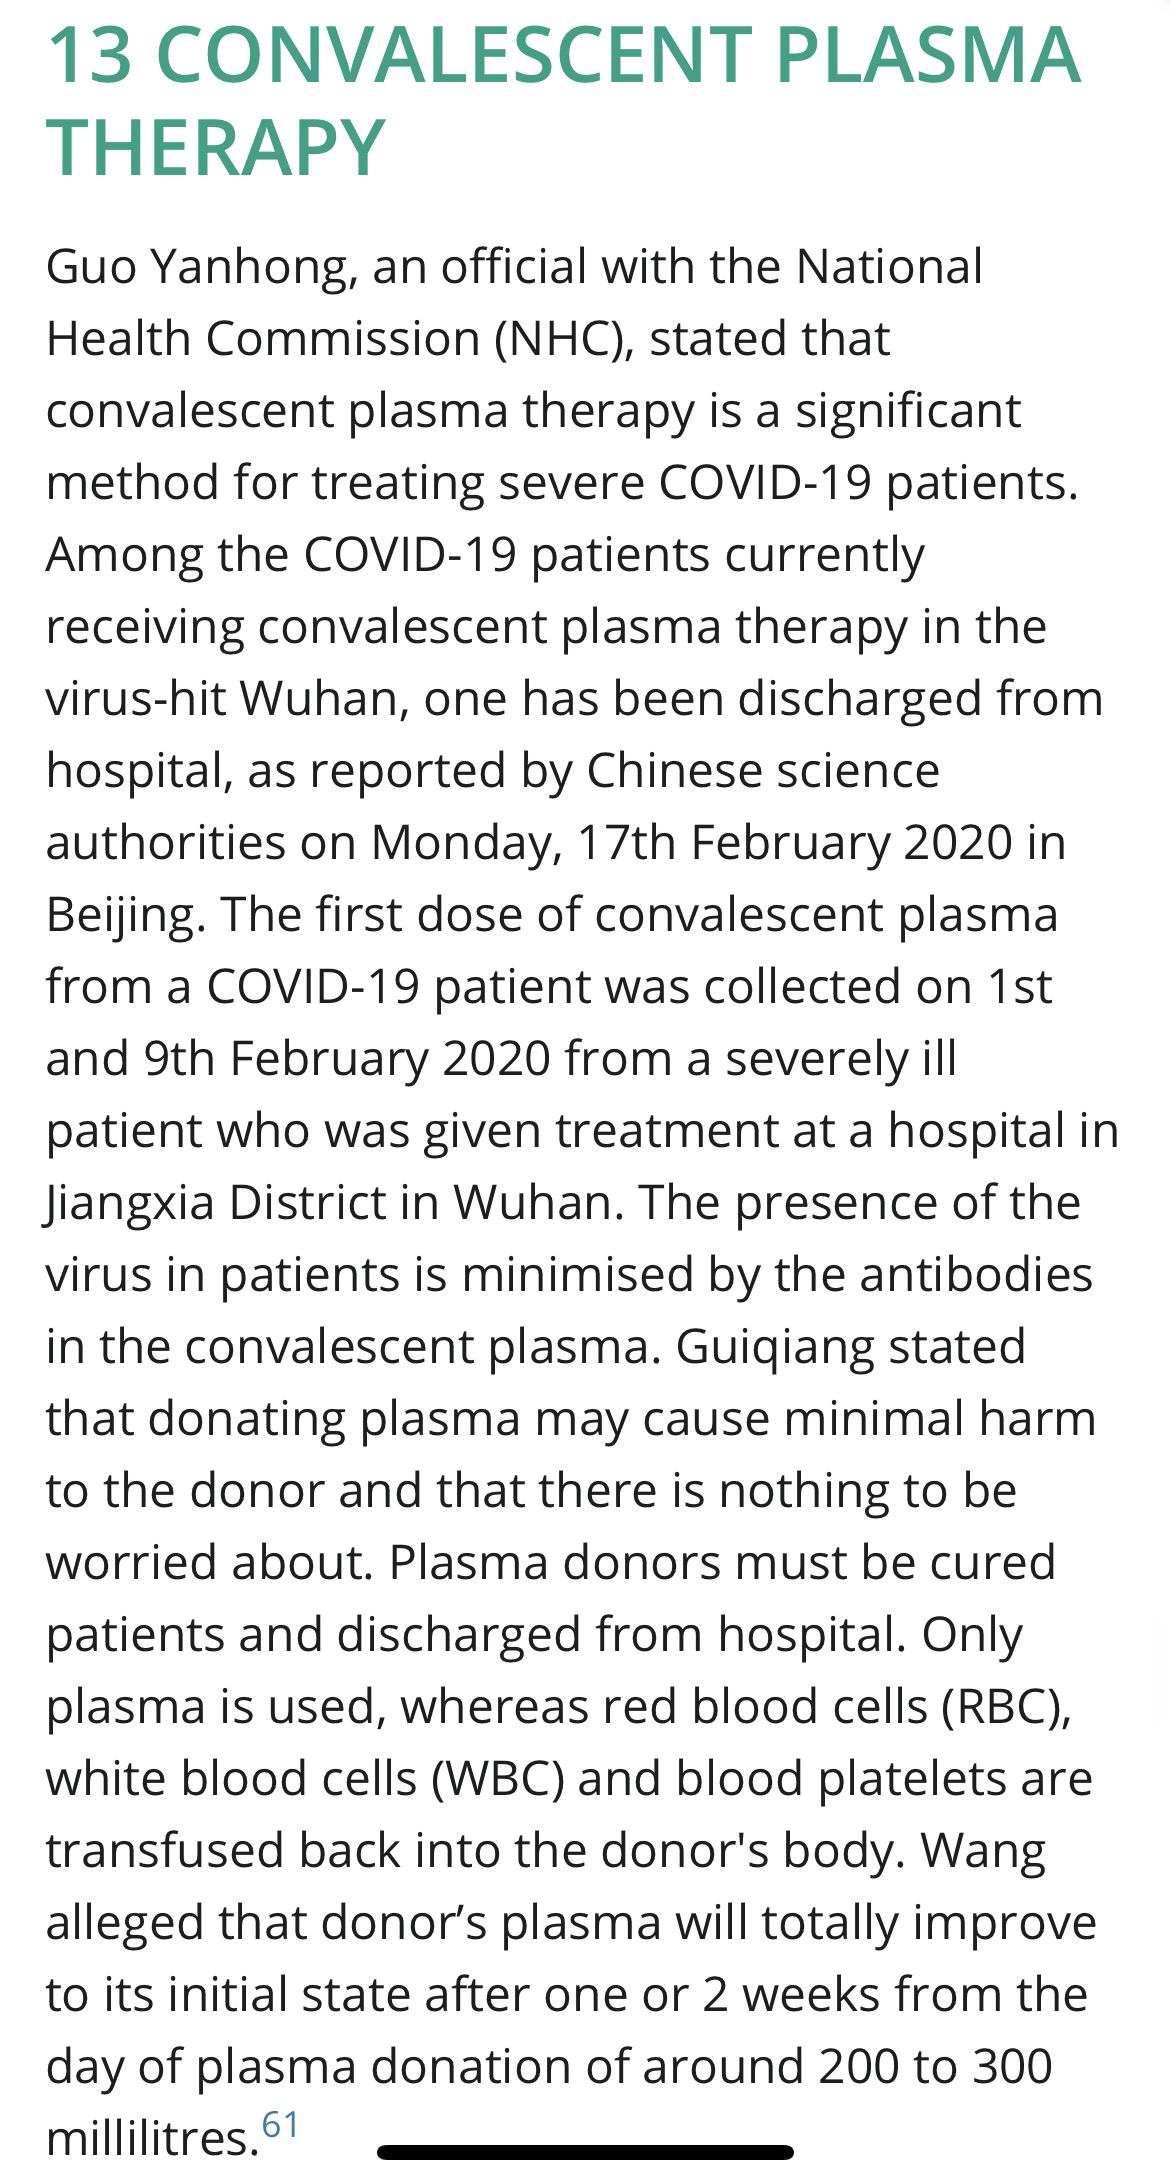 13 CONVALESCENT PLASMA
THERAPY
Guo Yanhong, an official with the National
Health Commission (NHC), stated that
convalescent plasma therapy is a significant
method for treating severe COVID-19 patients.
Among the COVID-19 patients currently
receiving convalescent plasma therapy in the
virus-hit Wuhan, one has been discharged from
hospital, as reported by Chinese science
authorities on Monday, 17th February 2020 in
Beijing. The first dose of convalescent plasma
from a COVID-19 patient was collected on 1st
and 9th February 2020 from a severely ill
patient who was given treatment at a hospital in
Jiangxia District in Wuhan. The presence of the
virus in patients is minimised by the antibodies
in the convalescent plasma. Guiqiang stated
that donating plasma may cause minimal harm
to the donor and that there is nothing to be
worried about. Plasma donors must be cured
patients and discharged from hospital. Only
plasma is used, whereas red blood cells (RBC),
white blood cells (WBC) and blood platelets are
transfused back into the donor's body. Wang
alleged that donor’s plasma will totally improve
to its initial state after one or 2 weeks from the
day of plasma donation of around 200 to 300
millilitres.61